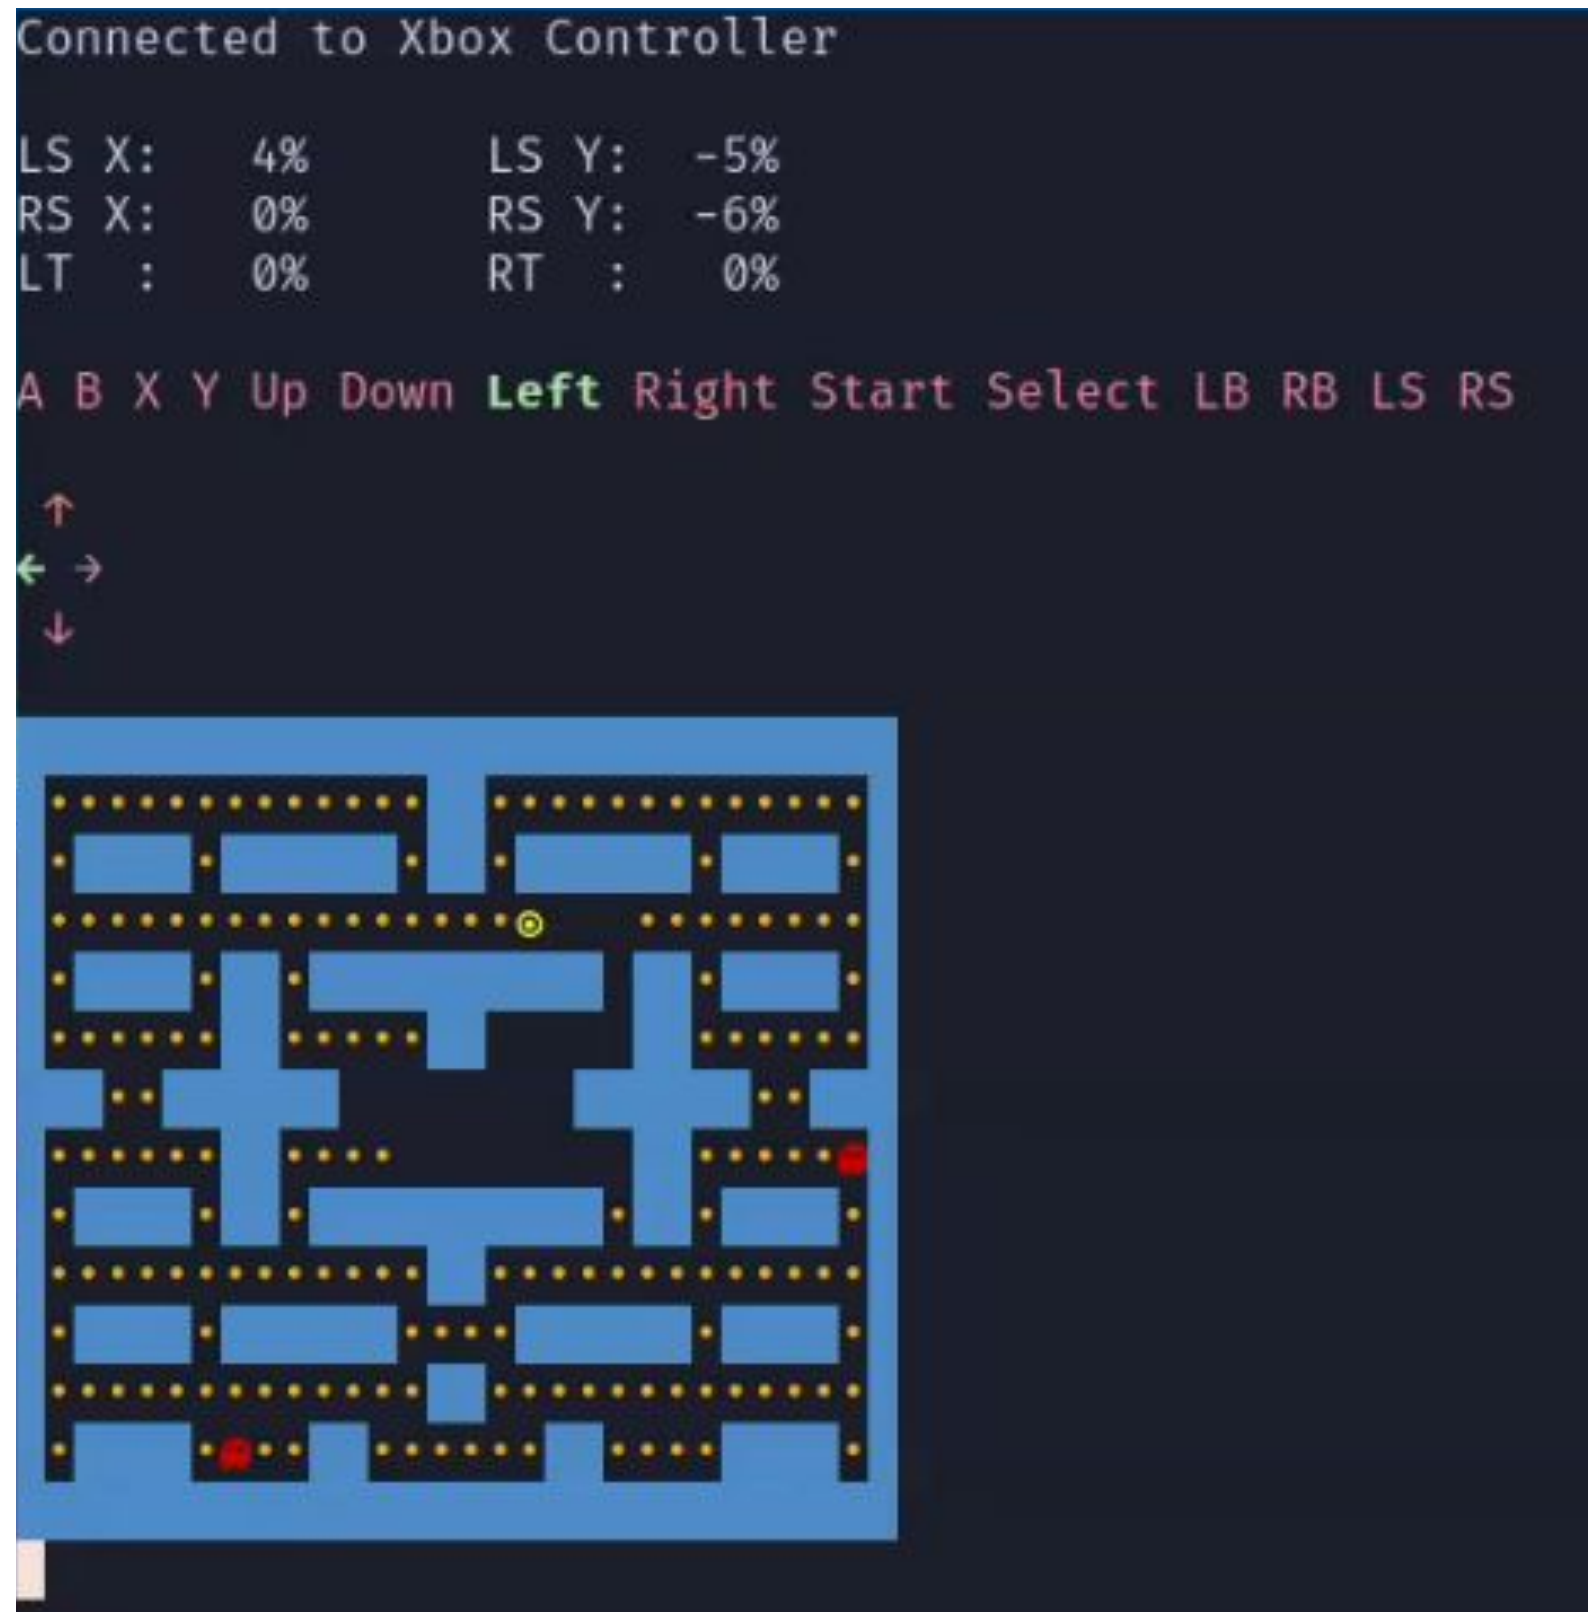 Connected to Xbox Controller
LS X: 4% LS Y: -5%
RS X: 0% RS Y: -6%
LT : 0% RT : 0%
A B X Y Up Down Left Right Start Select LB RB LS RS
↑
← →
↓